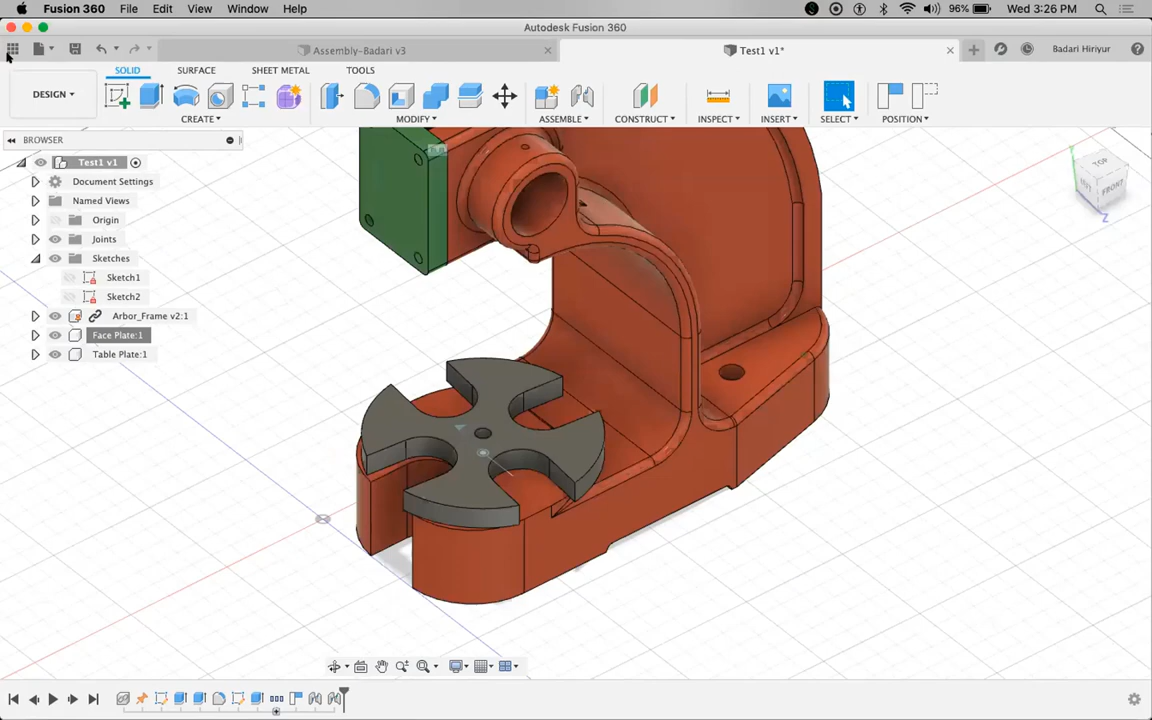 Fusion 360 File Edit View Window Help 96% Wed 3:26 PM
Autodesk Fusion 360
Assembly-Badari v3 Test1 v1* Badari Hiriyur
SOLID SURFACE SHEET METAL TOOLS
DESIGN
CREATE MODIFY ASSEMBLE CONSTRUCT INSPECT INSERT SELECT POSITION
BROWSER
Test1 v1
Document Settings
Named Views
Origin
Joints
Sketches
Sketch1
Sketch2
Arbor_Frame v2:1
Face Plate:1
Table Plate:1
TOP
FRONT
Z